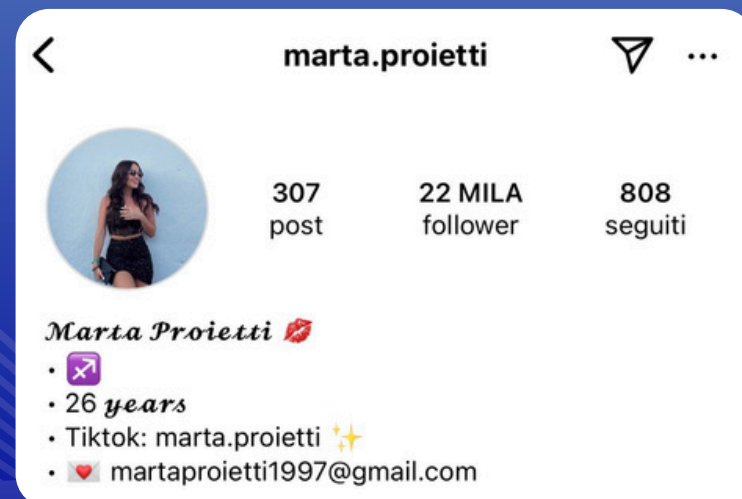 marta.proietti
307 22 MILA 808
post follower seguiti
𝓜𝓪𝓻𝓽𝓪 𝓟𝓻𝓸𝓲𝓮𝓽𝓽𝓲 💋
• ♐
• 26 𝔂𝓮𝓪𝓻𝓼
• Tiktok: marta.proietti ✨
• 💌 martaproietti1997@gmail.com